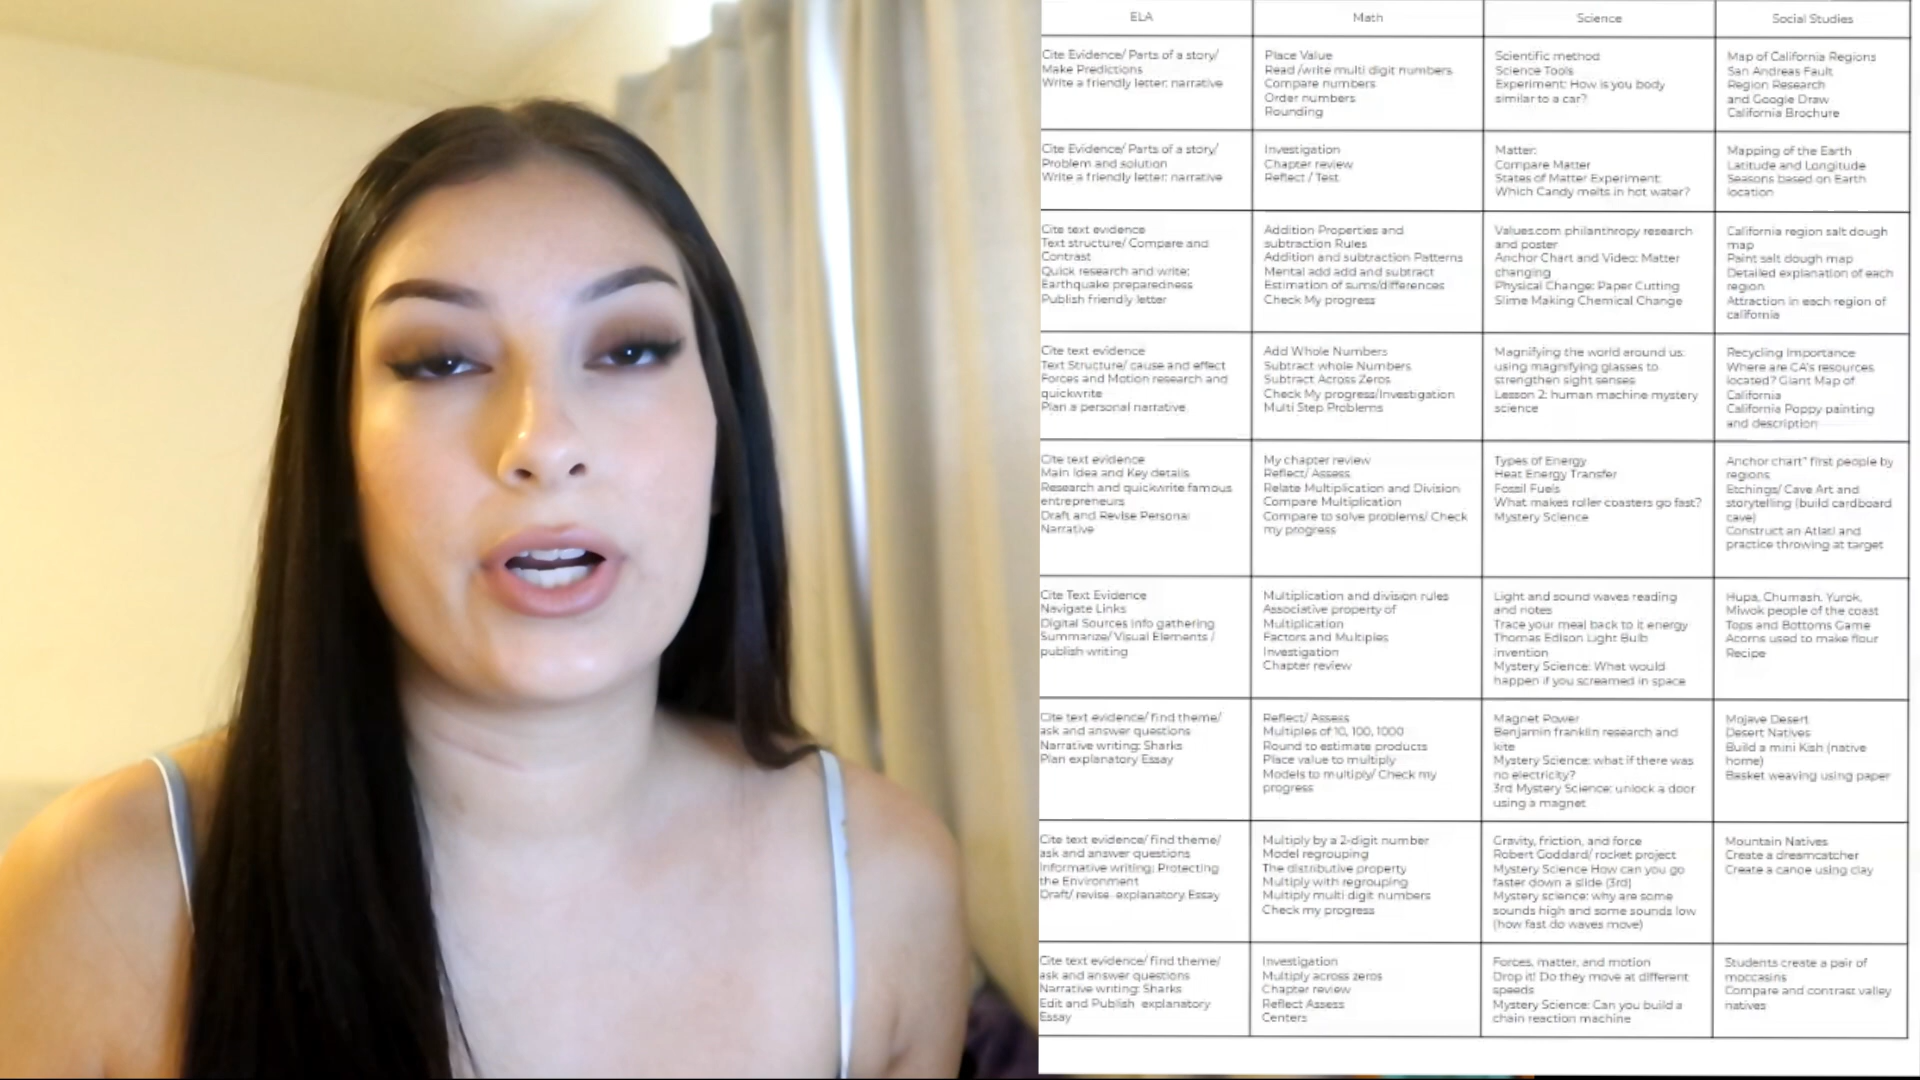 ELA
Math
Science
Social Studies
Cite Evidence/ Parts of a story/
Make Predictions
Write a friendly letter: narrative
Place Value
Read /write multi digit numbers
Compare numbers
Order numbers
Rounding
Scientific method
Science Tools
Experiment: How is you body
similar to a car?
Map of California Regions
San Andreas Fault
Region Research
and Google Draw
California Brochure
Cite Evidence/ Parts of a story/
Problem and solution
Write a friendly letter: narrative
Investigation
Chapter review
Reflect / Test
Matter:
Compare Matter
States of Matter Experiment:
Which Candy melts in hot water?
Mapping of the Earth
Latitude and Longitude
Seasons based on Earth
location
Cite text evidence
Text structure/ Compare and
Contrast
Quick research and write:
Earthquake preparedness
Publish friendly letter
Addition Properties and
subtraction Rules
Addition and subtraction Patterns
Mental add add and subtract
Estimation of sums/differences
Check My progress
Values.com philanthropy research
and poster
Anchor Chart and Video: Matter
changing
Physical Change: Paper Cutting
Slime Making Chemical Change
California region salt dough
map
Paint salt dough map
Detailed explanation of each
region
Attraction in each region of
california
Cite text evidence
Text Structure/ cause and effect
Forces and Motion research and
quickwrite
Plan a personal narrative
Add Whole Numbers
Subtract whole Numbers
Subtract Across Zeros
Check My progress/Investigation
Multi Step Problems
Magnifying the world around us:
using magnifying glasses to
strengthen sight senses
Lesson 2: human machine mystery
science
Recycling Importance
Where are CA's resources
located? Giant Map of
California
California Poppy painting
and description
Cite text evidence
Main Idea and Key details
Research and quickwrite famous
entrepreneurs
Draft and Revise Personal
Narrative
My chapter review
Reflect/ Assess
Relate Multiplication and Division
Compare Multiplication
Compare to solve problems/ Check
my progress
Types of Energy
Heat Energy Transfer
Fossil Fuels
What makes roller coasters go fast?
Mystery Science
Anchor chart" first people by
regions
Etchings/ Cave Art and
storytelling (build cardboard
cave)
Construct an Atlatl and
practice throwing at target
Cite Text Evidence
Navigate Links
Digital Sources info gathering
Summarize/ Visual Elements /
publish writing
Multiplication and division rules
Associative property of
Multiplication
Factors and Multiples
Investigation
Chapter review
Light and sound waves reading
and notes
Trace your meal back to it energy
Thomas Edison Light Bulb
invention
Mystery Science: What would
happen if you screamed in space
Hupa, Chumash, Yurok,
Miwok people of the coast
Tops and Bottoms Game
Acorns used to make flour
Recipe
Cite text evidence/ find theme/
ask and answer questions
Narrative writing: Sharks
Plan explanatory Essay
Reflect/ Assess
Multiples of 10, 100, 1000
Round to estimate products
Place value to multiply
Models to multiply/ Check my
progress
Magnet Power
Benjamin franklin research and
kite
Mystery Science: what if there was
no electricity?
3rd Mystery Science: unlock a door
using a magnet
Mojave Desert
Desert Natives
Build a mini Kish (native
home)
Basket weaving using paper
Cite text evidence/ find theme/
ask and answer questions
Informative writing: Protecting
the Environment
Draft/ revise explanatory Essay
Multiply by a 2-digit number
Model regrouping
The distributive property
Multiply with regrouping
Multiply multi digit numbers
Check my progress
Gravity, friction, and force
Robert Goddard/ rocket project
Mystery Science How can you go
faster down a slide (3rd)
Mystery science: why are some
sounds high and some sounds low
(how fast do waves move)
Mountain Natives
Create a dreamcatcher
Create a canoe using clay
Cite text evidence/ find theme/
ask and answer questions
Narrative writing: Sharks
Edit and Publish explanatory
Essay
Investigation
Multiply across zeros
Chapter review
Reflect Assess
Centers
Forces, matter, and motion
Drop it! Do they move at different
speeds
Mystery Science: Can you build a
chain reaction machine
Students create a pair of
moccasins
Compare and contrast valley
natives